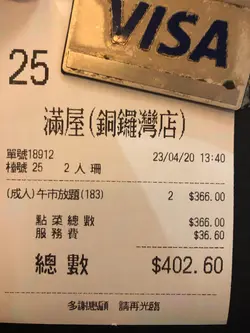 VISA
25
滿屋(銅鑼灣店)
單號18912
檯號 25 2 人 珊 23/04/20 13:40
(成人)午市放題(183) 2 $366.00
點菜總數 $366.00
服務費 $36.60
總數 $402.60
多謝惠顧 請再光臨